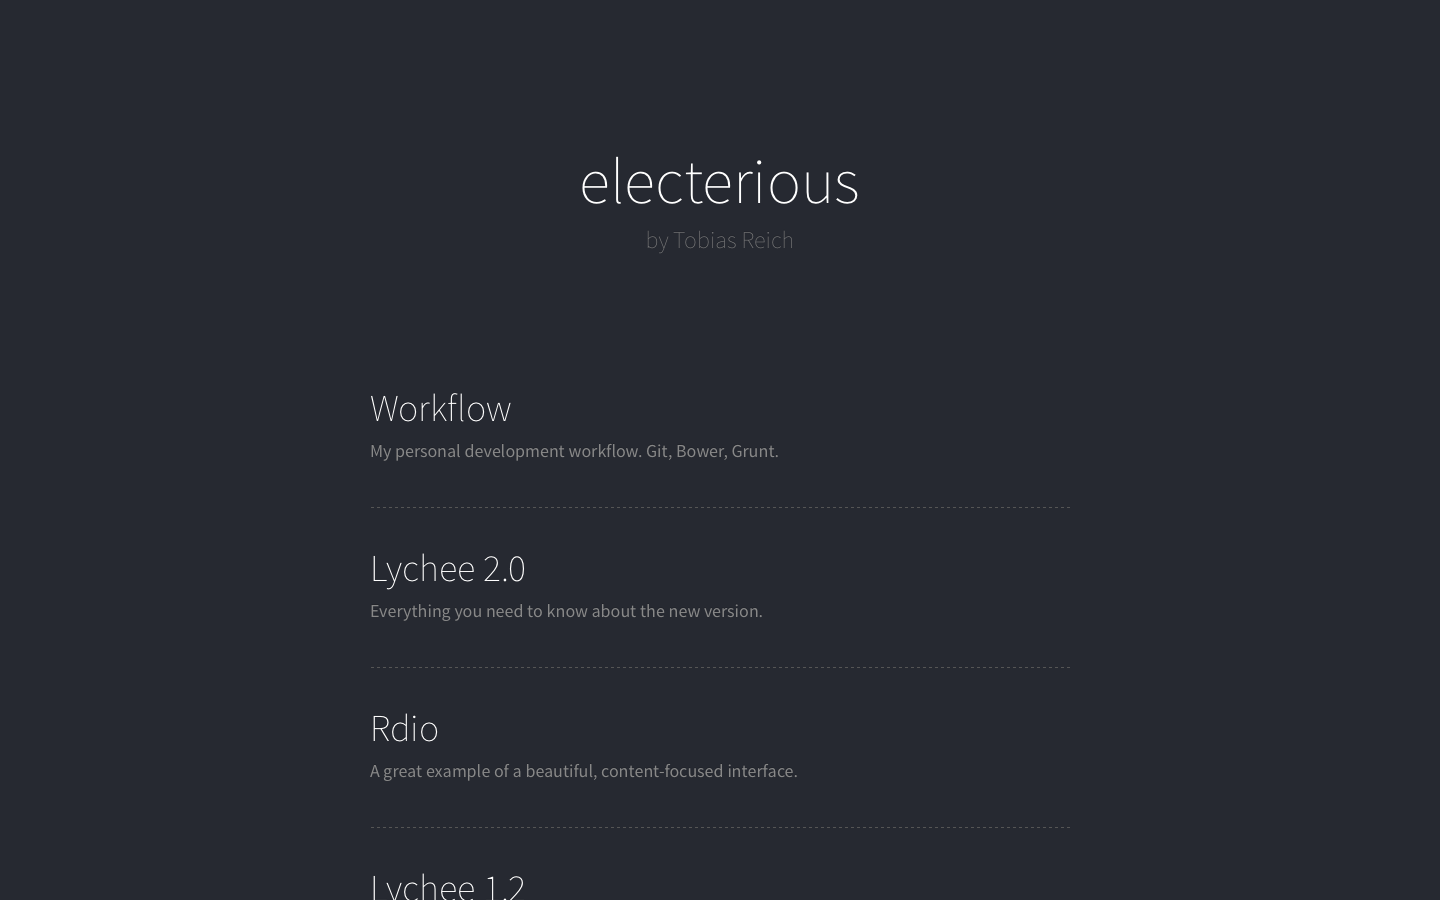 electerious
by Tobias Reich
Workflow
My personal development workflow. Git, Bower, Grunt.
Lychee 2.0
Everything you need to know about the new version.
Rdio
A great example of a beautiful, content-focused interface.
Lychee 1.2